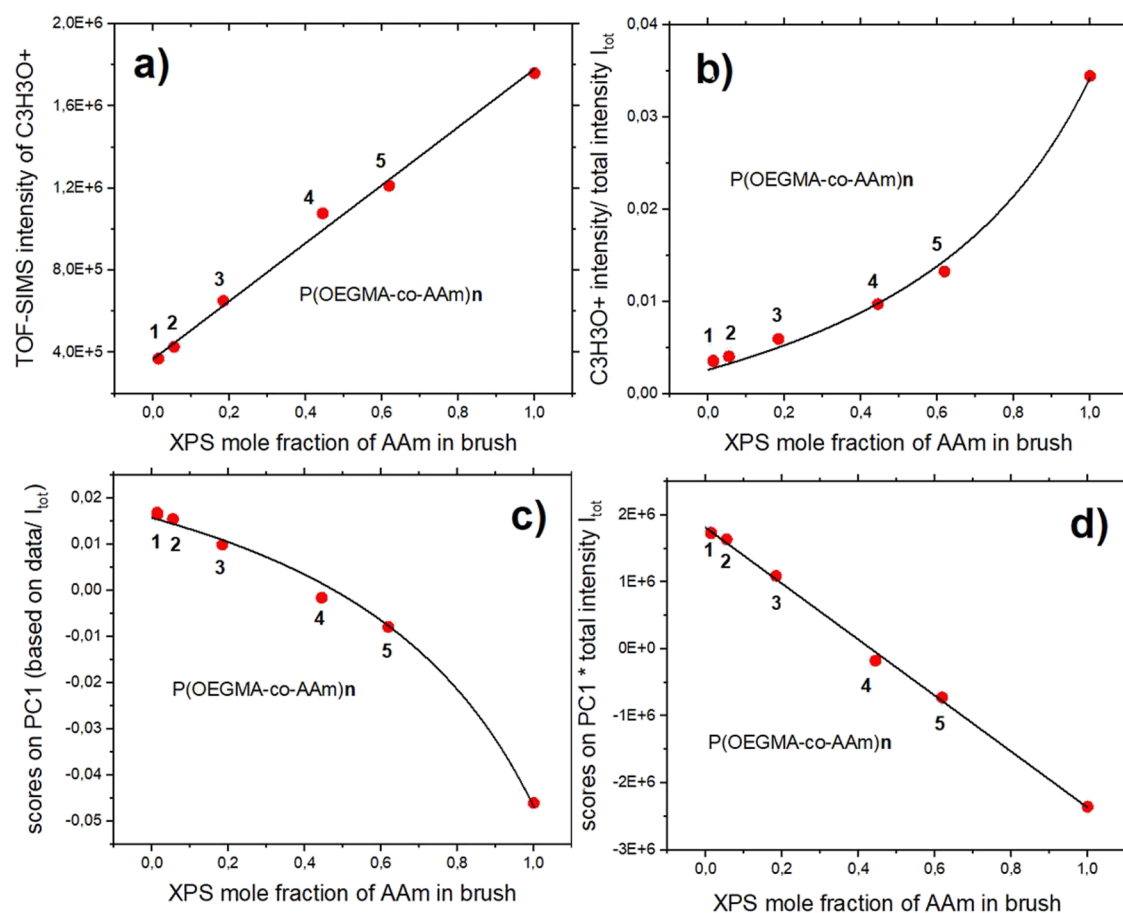 a)
TOF-SIMS intensity of C3H3O+
2,0E+6
1,6E+6
1,2E+6
8,0E+5
4,0E+5
1
2
3
4
5
P(OEGMA-co-AAm)n
0,0 0,2 0,4 0,6 0,8 1,0
XPS mole fraction of AAm in brush
b)
C3H3O+ intensity/ total intensity Itot
0,04
0,03
0,02
0,01
0,00
1
2
3
4
5
P(OEGMA-co-AAm)n
0,0 0,2 0,4 0,6 0,8 1,0
XPS mole fraction of AAm in brush
c)
scores on PC1 (based on data/ Itot)
0,02
0,01
0,00
-0,01
-0,02
-0,03
-0,04
-0,05
1
2
3
4
5
P(OEGMA-co-AAm)n
0,0 0,2 0,4 0,6 0,8 1,0
XPS mole fraction of AAm in brush
d)
scores on PC1 * total intensity Itot
2E+6
1E+6
0E+0
-1E+6
-2E+6
-3E+6
1
2
3
4
5
P(OEGMA-co-AAm)n
0,0 0,2 0,4 0,6 0,8 1,0
XPS mole fraction of AAm in brush